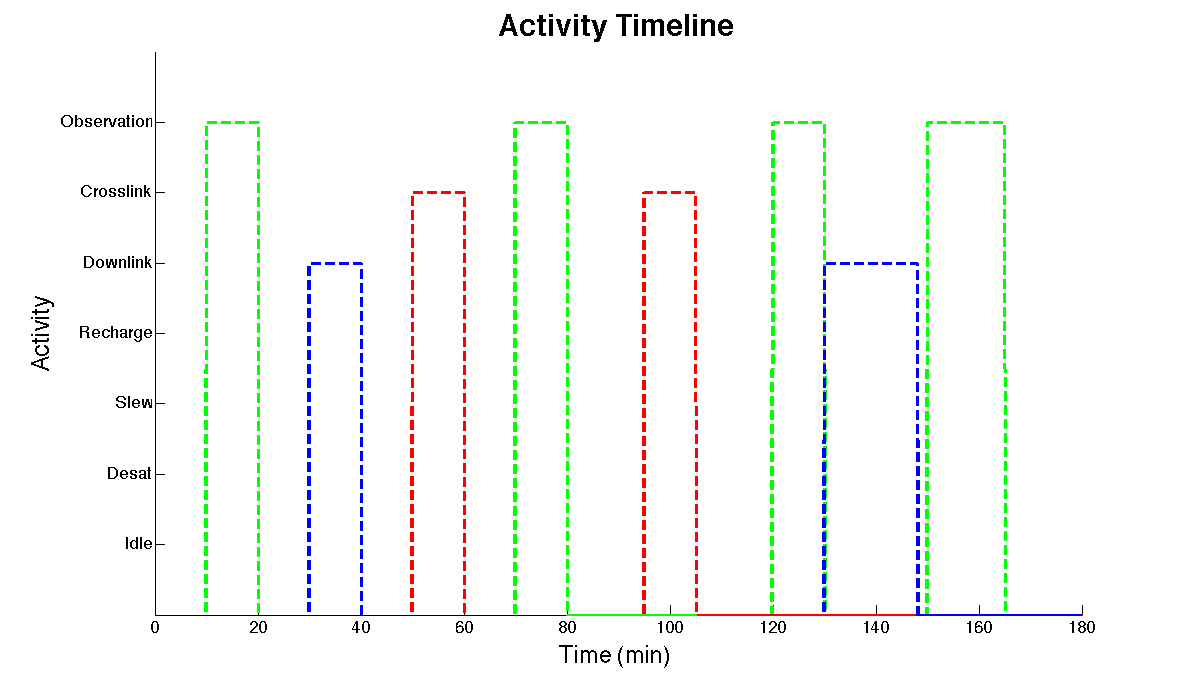 Activity Timeline
Observation
Crosslink
Downlink
Recharge
Slew
Desat
Idle
Activity
0 20 40 60 80 100 120 140 160 180
Time (min)